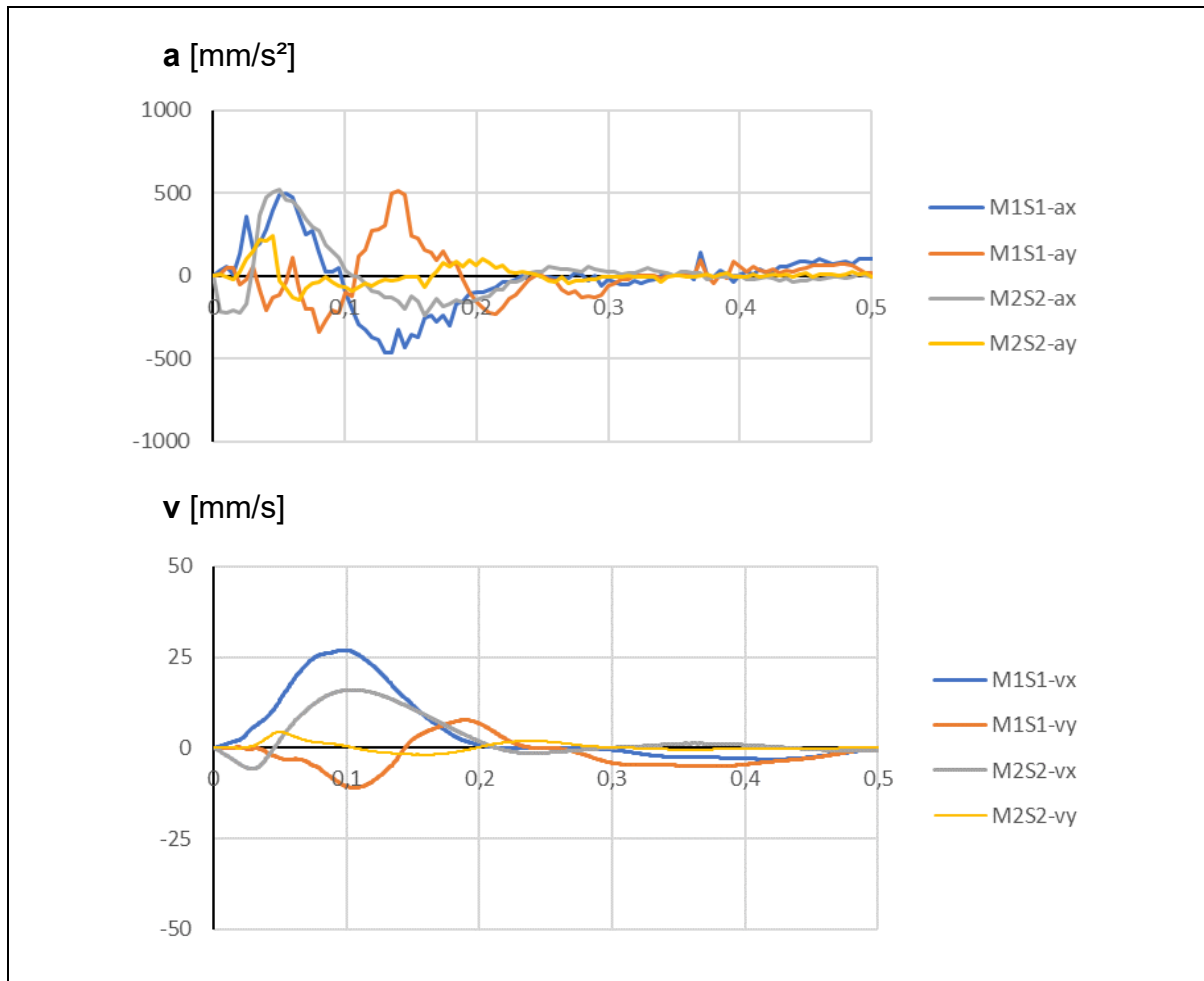 a [mm/s²]
1000
500
0
-500
-1000
0 0,1 0,2 0,3 0,4 0,5
M1S1-ax
M1S1-ay
M2S2-ax
M2S2-ay
v [mm/s]
50
25
0
-25
-50
0 0,1 0,2 0,3 0,4 0,5
M1S1-vx
M1S1-vy
M2S2-vx
M2S2-vy